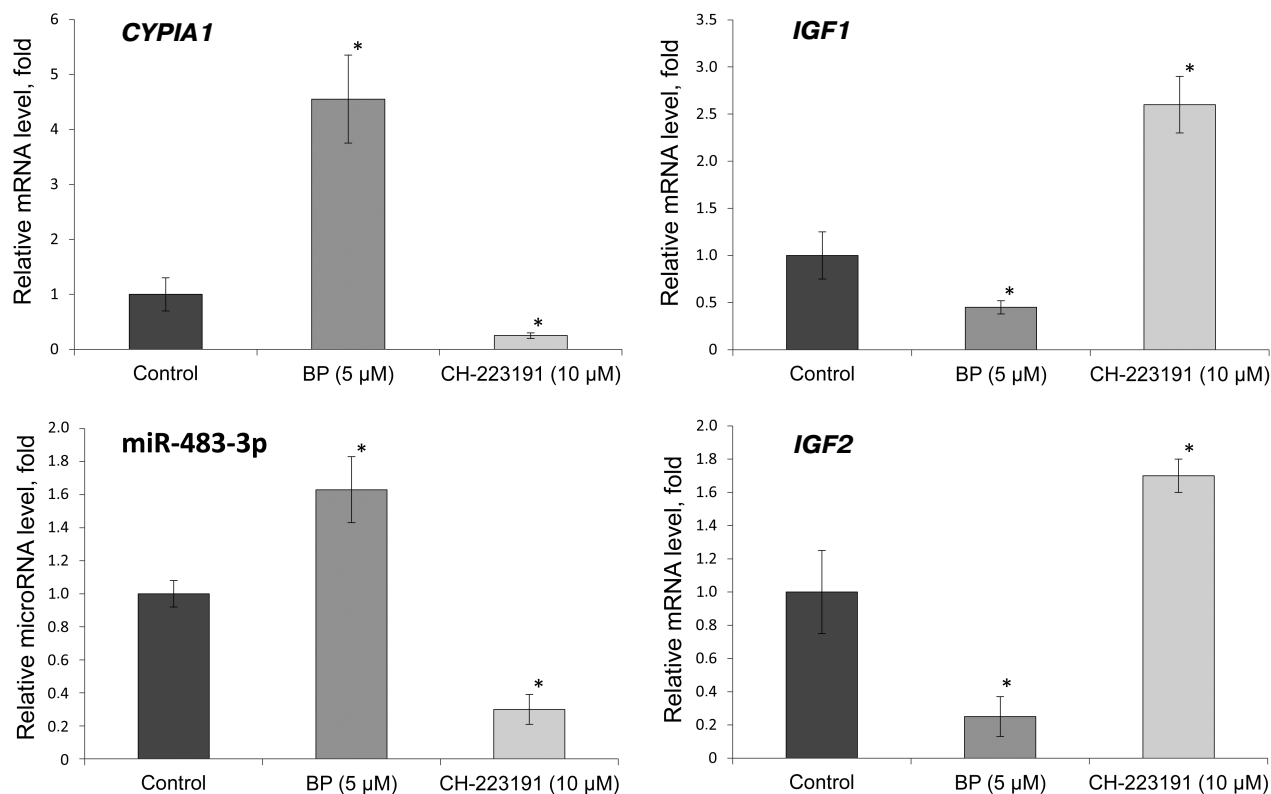 CYPIA1
Relative mRNA level, fold
6
5
4
3
2
1
0
*
*
Control
BP (5 µM)
CH-223191 (10 µM)
IGF1
Relative mRNA level, fold
3.5
3.0
2.5
2.0
1.5
1.0
0.5
0
*
*
Control
BP (5 µM)
CH-223191 (10 µM)
miR-483-3p
Relative microRNA level, fold
2.0
1.8
1.6
1.4
1.2
1.0
0.8
0.6
0.4
0.2
0
*
*
Control
BP (5 µM)
CH-223191 (10 µM)
IGF2
Relative mRNA level, fold
2.0
1.8
1.6
1.4
1.2
1.0
0.8
0.6
0.4
0.2
0
*
*
Control
BP (5 µM)
CH-223191 (10 µM)